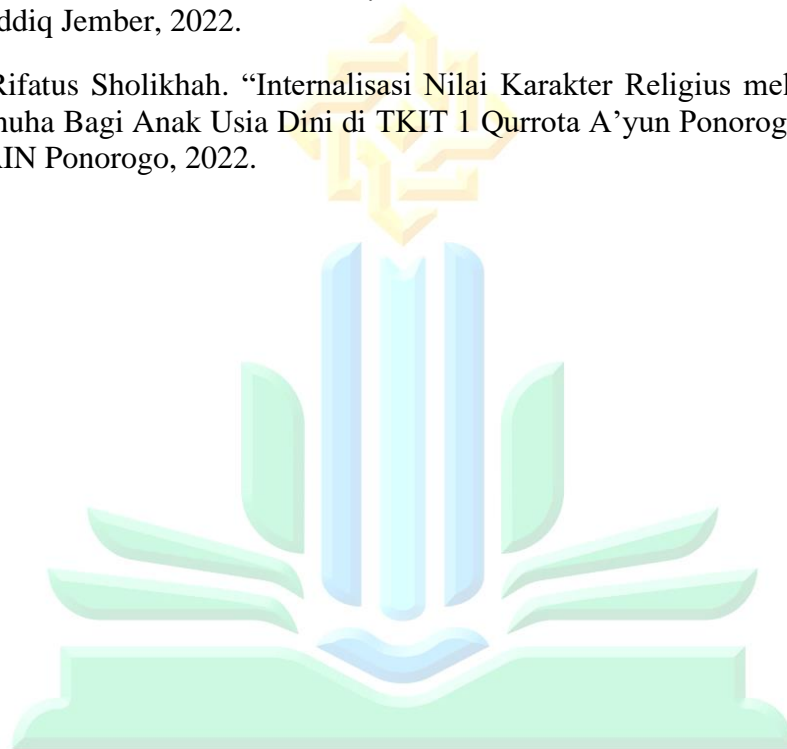 ddiq Jember, 2022.
Rifatus Sholikhah. “Internalisasi Nilai Karakter Religius mel
nuha Bagi Anak Usia Dini di TKIT 1 Qurrota A’yun Ponorog
IN Ponorogo, 2022.